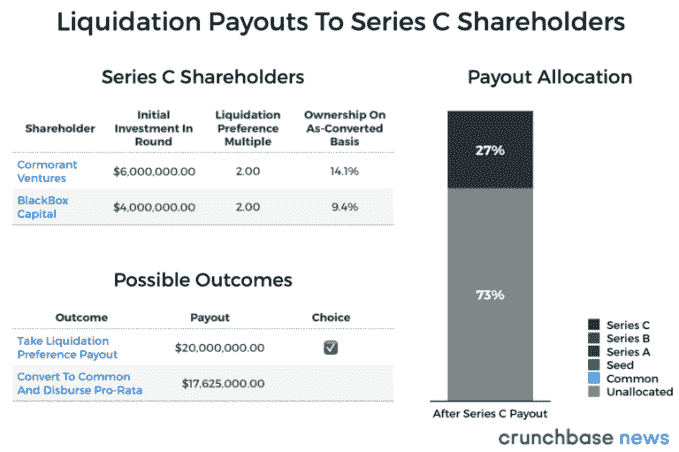 Liquidation Payouts To Series C Shareholders
Series C Shareholders
Shareholder
Initial
Investment In
Round
Liquidation
Preference
Multiple
Ownership On
As-Converted
Basis
Cormorant
Ventures
$6,000,000.00
2.00
14.1%
BlackBox
Capital
$4,000,000.00
2.00
9.4%
Possible Outcomes
Outcome
Payout
Choice
Take Liquidation
Preference Payout
$20,000,000.00
Convert To Common
And Disburse Pro-Rata
$17,625,000.00
Payout Allocation
27%
73%
After Series C Payout
Series C
Series B
Series A
Seed
Common
Unallocated
crunchbase news